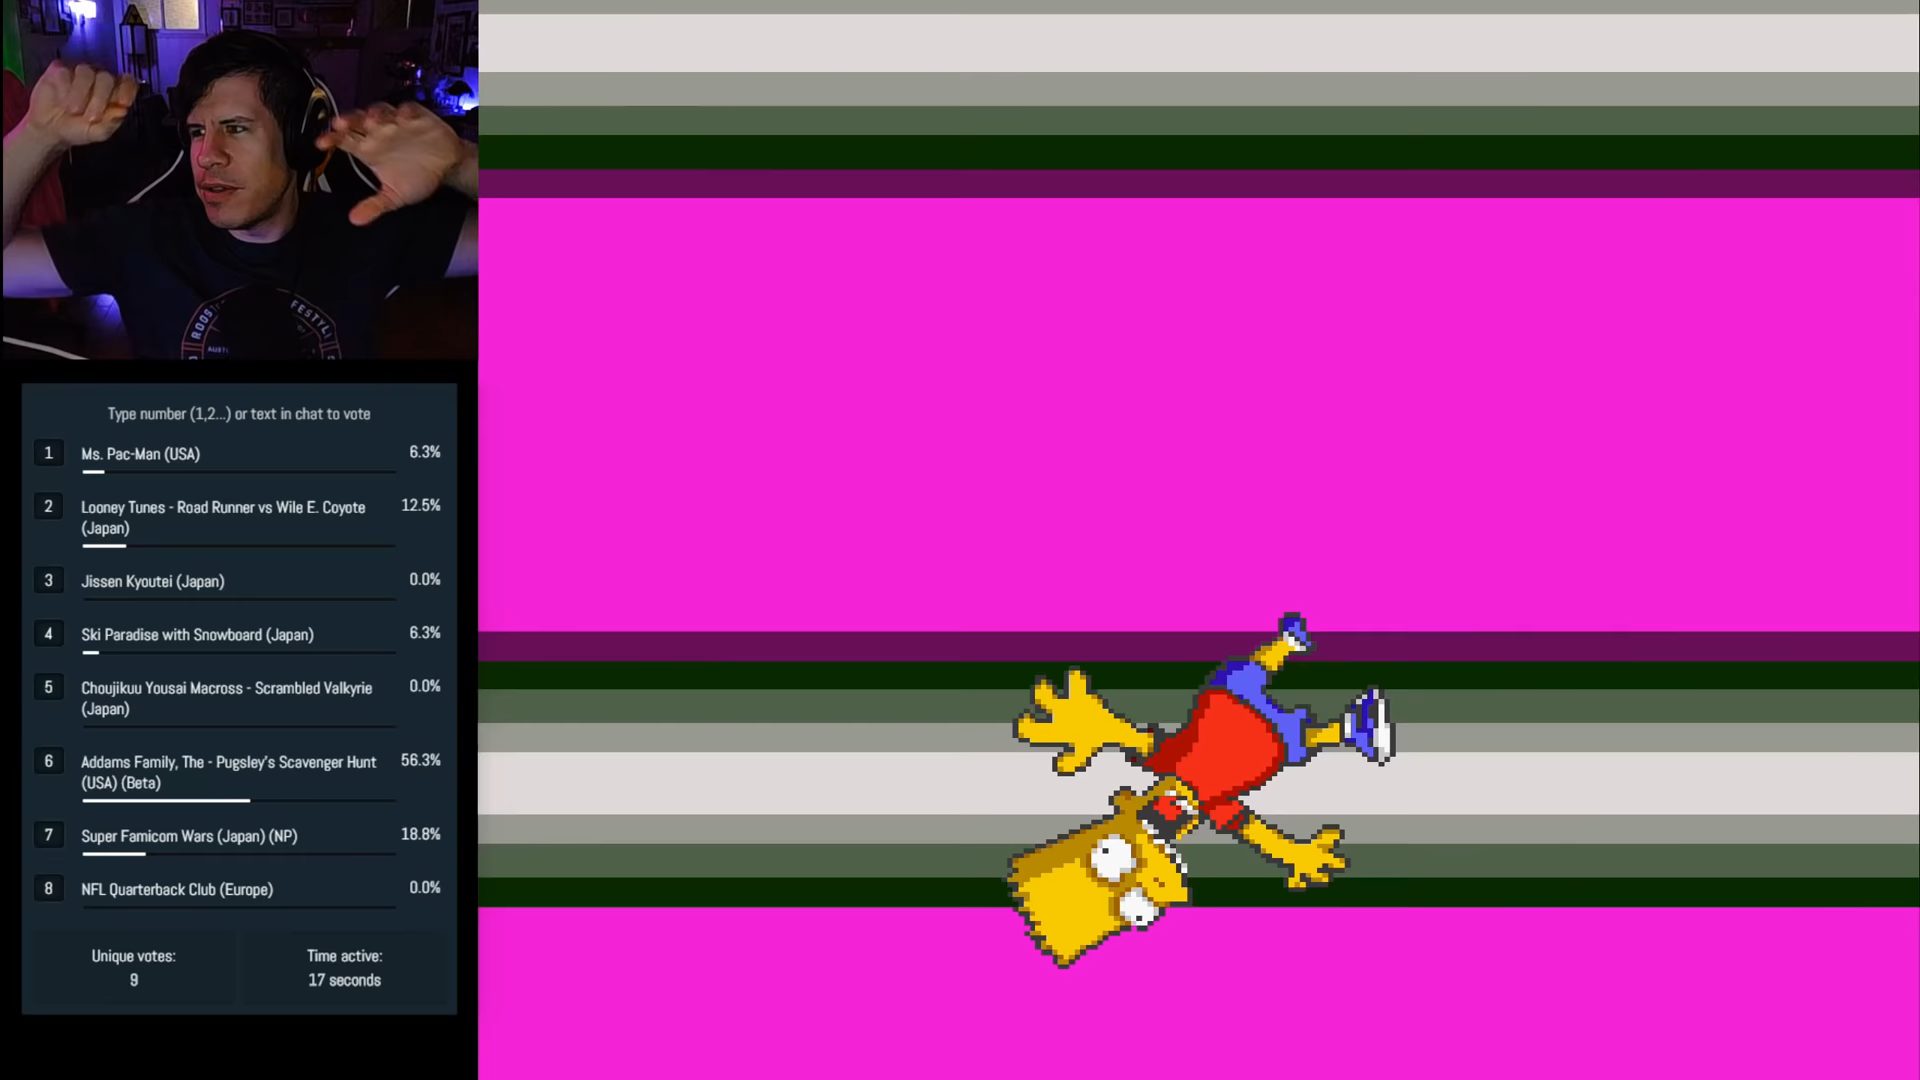 ROOST
FESTYL
AUST
Type number (1,2...) or text in chat to vote
1 Ms. Pac-Man (USA) 6.3%
2 Looney Tunes - Road Runner vs Wile E. Coyote 12.5%
(Japan)
3 Jissen Kyoutei (Japan) 0.0%
4 Ski Paradise with Snowboard (Japan) 6.3%
5 Choujikuu Yousai Macross - Scrambled Valkyrie 0.0%
(Japan)
6 Addams Family, The - Pugsley's Scavenger Hunt 56.3%
(USA) (Beta)
7 Super Famicom Wars (Japan) (NP) 18.8%
8 NFL Quarterback Club (Europe) 0.0%
Unique votes: Time active:
9 17 seconds